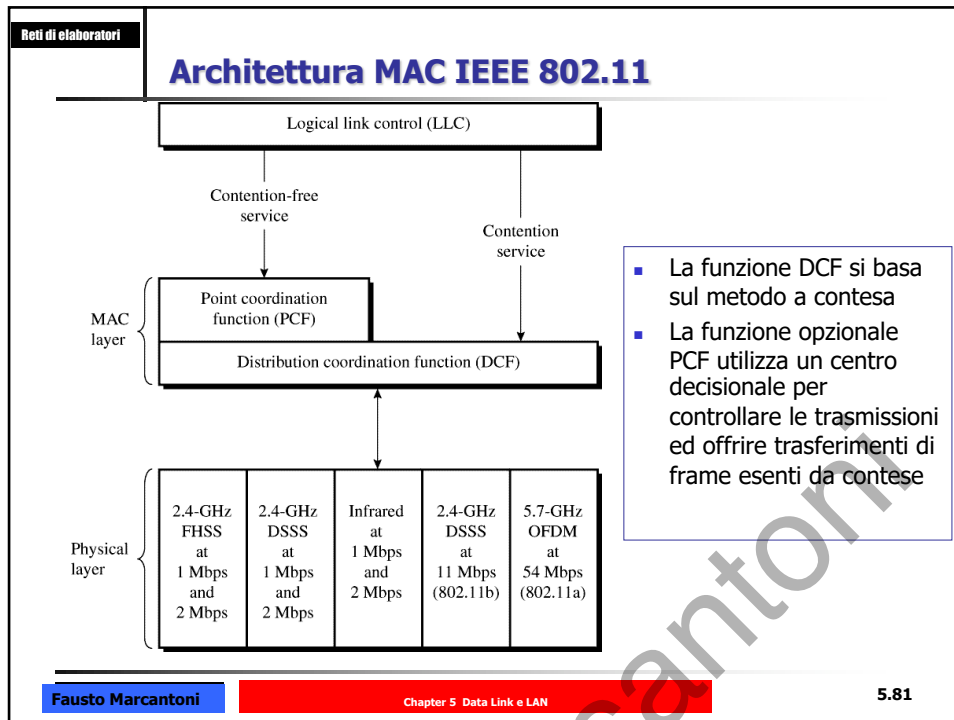 Reti di elaboratori
Architettura MAC IEEE 802.11
Logical link control (LLC)
Contention-free
service
Contention
service
MAC
layer
Point coordination
function (PCF)
Distribution coordination function (DCF)
Physical
layer
2.4-GHz
FHSS
at
1 Mbps
and
2 Mbps
2.4-GHz
DSSS
at
1 Mbps
and
2 Mbps
Infrared
at
1 Mbps
and
2 Mbps
2.4-GHz
DSSS
at
11 Mbps
(802.11b)
5.7-GHz
OFDM
at
54 Mbps
(802.11a)
La funzione DCF si basa
sul metodo a contesa
La funzione opzionale
PCF utilizza un centro
decisionale per
controllare le trasmissioni
ed offrire trasferimenti di
frame esenti da contese
cantoni
Fausto Marcantoni
Chapter 5 Data Link e LAN
5.81